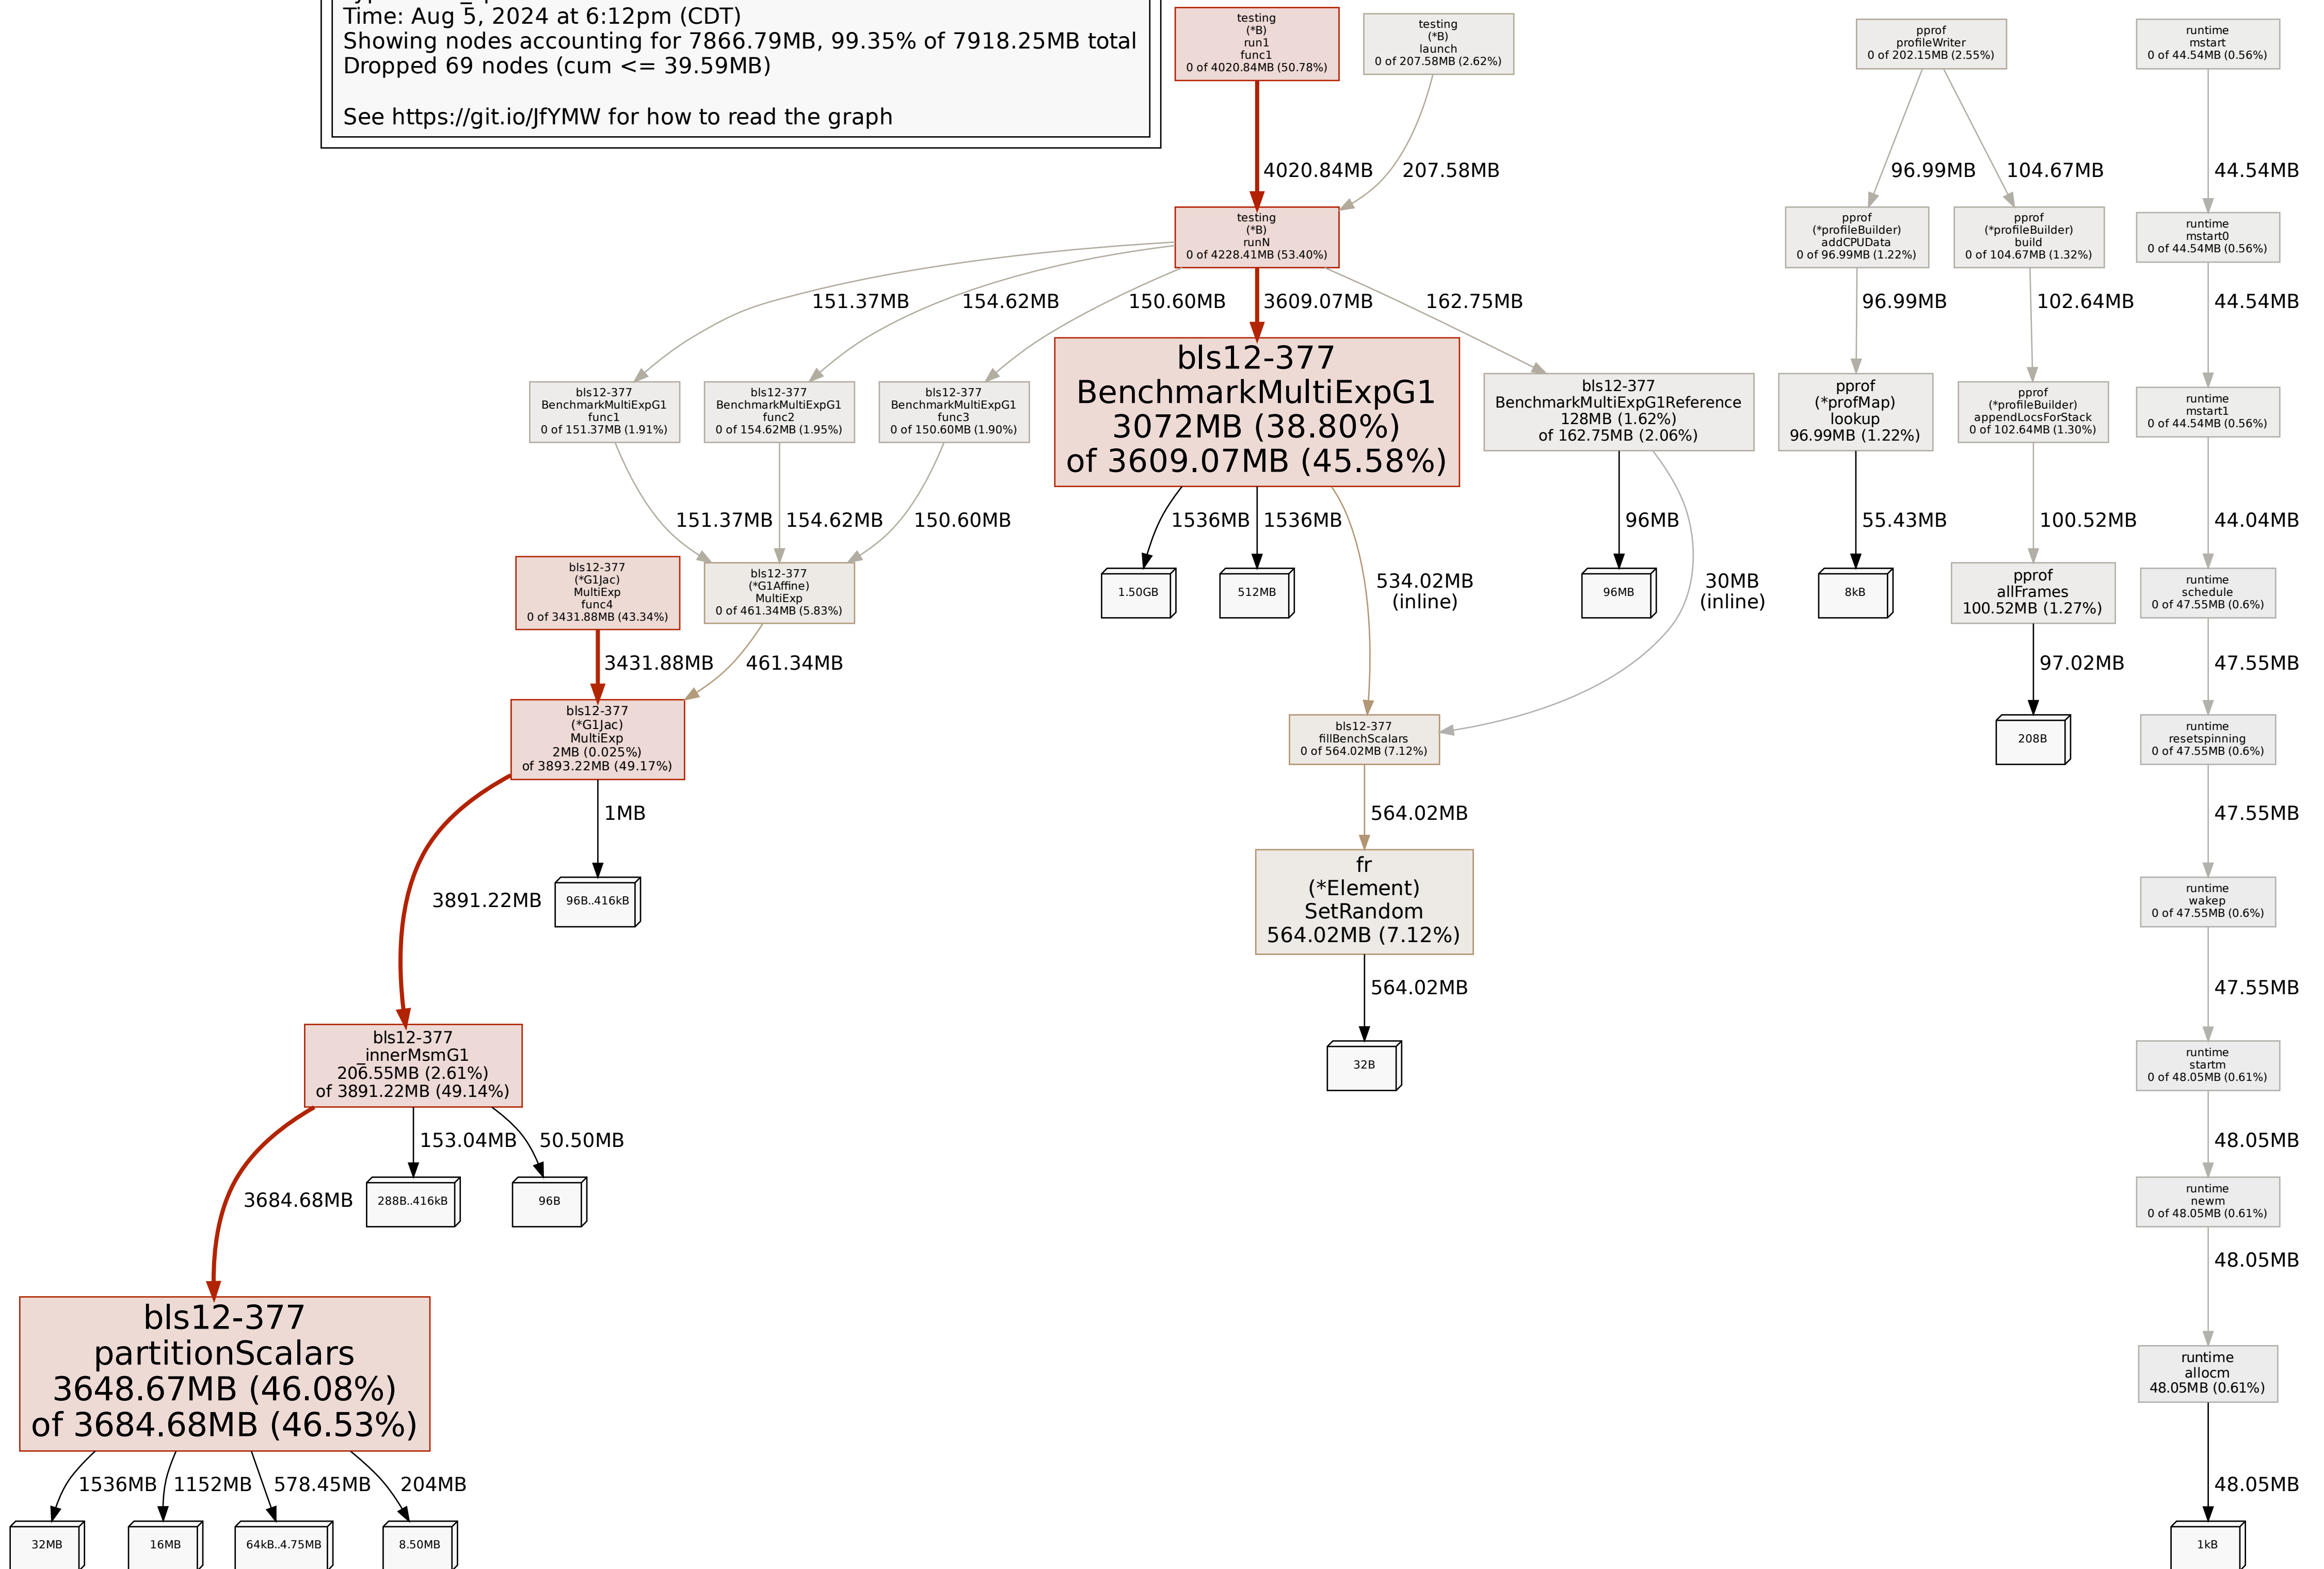 Time: Aug 5, 2024 at 6:12pm (CDT)
Showing nodes accounting for 7866.79MB, 99.35% of 7918.25MB total
Dropped 69 nodes (cum <= 39.59MB)
See https://git.io/JfYMW for how to read the graph
testing
(*B)
run1
func1
0 of 4020.84MB (50.78%)
testing
(*B)
launch
0 of 207.58MB (2.62%)
pprof
profileWriter
0 of 202.15MB (2.55%)
runtime
mstart
0 of 44.54MB (0.56%)
4020.84MB
207.58MB
96.99MB
104.67MB
44.54MB
testing
(*B)
runN
0 of 4228.41MB (53.40%)
pprof
(*profileBuilder)
addCPUData
0 of 96.99MB (1.22%)
pprof
(*profileBuilder)
build
0 of 104.67MB (1.32%)
runtime
mstart0
0 of 44.54MB (0.56%)
151.37MB
154.62MB
150.60MB
3609.07MB
162.75MB
96.99MB
102.64MB
44.54MB
bls12-377
BenchmarkMultiExpG1
func1
0 of 151.37MB (1.91%)
bls12-377
BenchmarkMultiExpG1
func2
0 of 154.62MB (1.95%)
bls12-377
BenchmarkMultiExpG1
func3
0 of 150.60MB (1.90%)
bls12-377
BenchmarkMultiExpG1
3072MB (38.80%)
of 3609.07MB (45.58%)
bls12-377
BenchmarkMultiExpG1Reference
128MB (1.62%)
of 162.75MB (2.06%)
pprof
(*profMap)
lookup
96.99MB (1.22%)
pprof
(*profileBuilder)
appendLocsForStack
0 of 102.64MB (1.30%)
runtime
mstart1
0 of 44.54MB (0.56%)
151.37MB
154.62MB
150.60MB
1536MB
1536MB
534.02MB
(inline)
96MB
30MB
(inline)
55.43MB
100.52MB
44.04MB
bls12-377
(*G1Jac)
MultiExp
func4
0 of 3431.88MB (43.34%)
bls12-377
(*G1Affine)
MultiExp
0 of 461.34MB (5.83%)
1.50GB
512MB
96MB
8kB
pprof
allFrames
100.52MB (1.27%)
runtime
schedule
0 of 47.55MB (0.6%)
3431.88MB
461.34MB
97.02MB
47.55MB
bls12-377
(*G1Jac)
MultiExp
2MB (0.025%)
of 3893.22MB (49.17%)
bls12-377
fillBenchScalars
0 of 564.02MB (7.12%)
208B
runtime
resetspinning
0 of 47.55MB (0.6%)
3891.22MB
1MB
564.02MB
47.55MB
96B..416kB
fr
(*Element)
SetRandom
564.02MB (7.12%)
runtime
wakep
0 of 47.55MB (0.6%)
564.02MB
47.55MB
bls12-377
_innerMsmG1
206.55MB (2.61%)
of 3891.22MB (49.14%)
32B
runtime
startm
0 of 48.05MB (0.61%)
3684.68MB
153.04MB
50.50MB
48.05MB
288B..416kB
96B
runtime
newm
0 of 48.05MB (0.61%)
48.05MB
bls12-377
partitionScalars
3648.67MB (46.08%)
of 3684.68MB (46.53%)
runtime
allocm
48.05MB (0.61%)
1536MB
1152MB
578.45MB
204MB
48.05MB
32MB
16MB
64kB..4.75MB
8.50MB
1kB